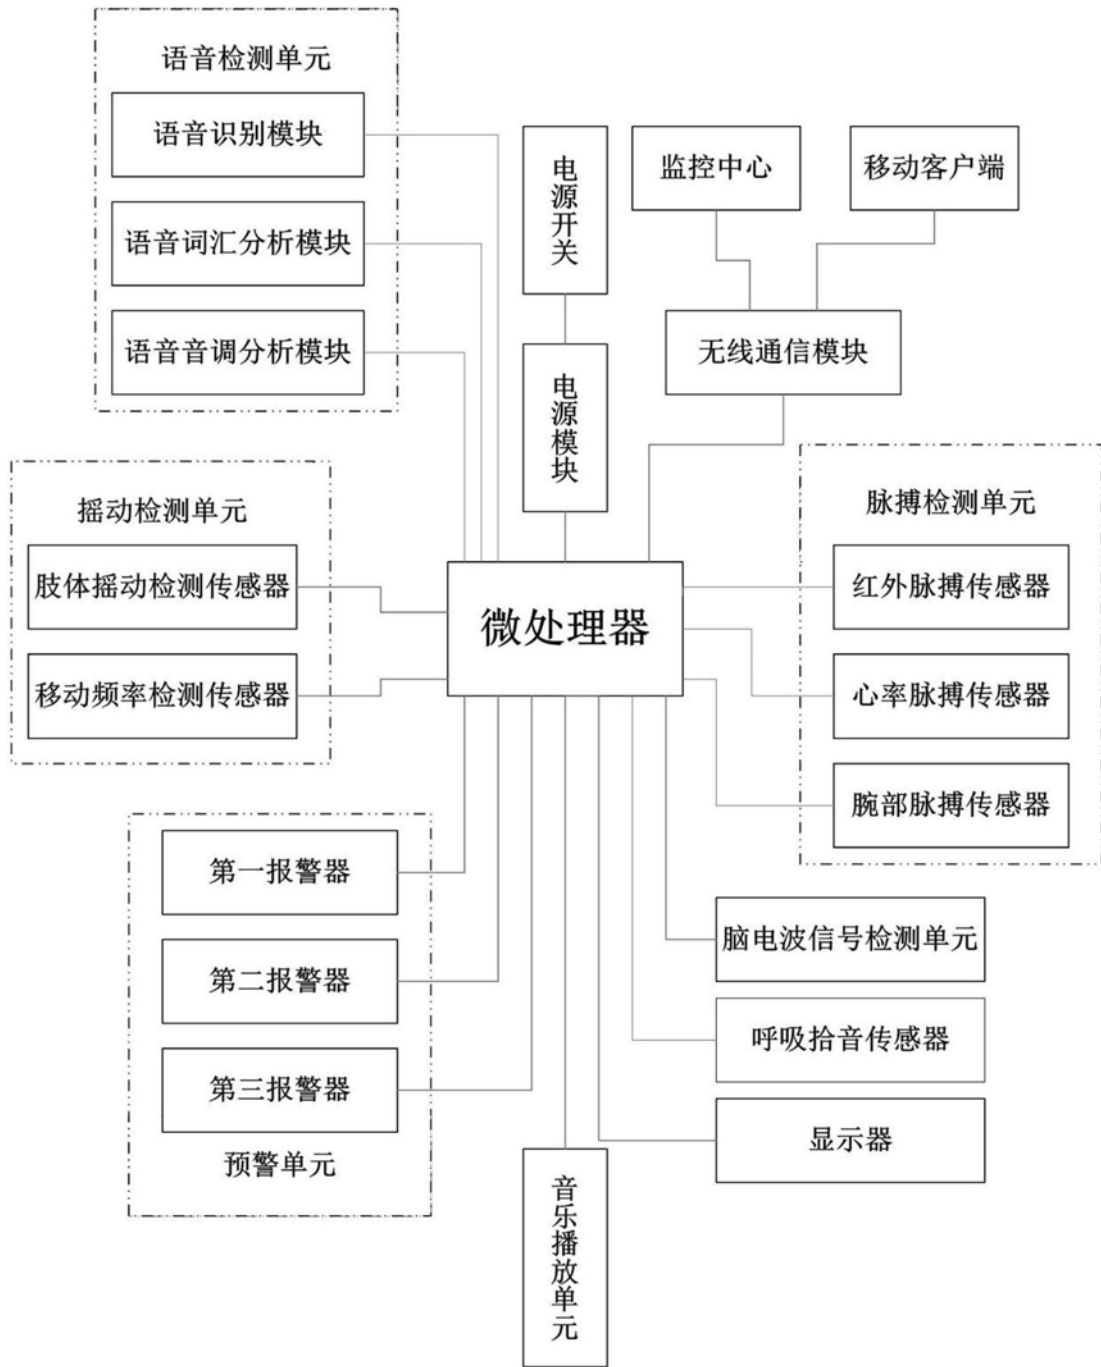 语音检测单元
语音识别模块
语音词汇分析模块
语音音调分析模块
电源开关
监控中心
移动客户端
无线通信模块
电源模块
摇动检测单元
肢体摇动检测传感器
移动频率检测传感器
微处理器
脉搏检测单元
红外脉搏传感器
心率脉搏传感器
腕部脉搏传感器
第一报警器
第二报警器
第三报警器
预警单元
脑电波信号检测单元
呼吸拾音传感器
显示器
音乐播放单元